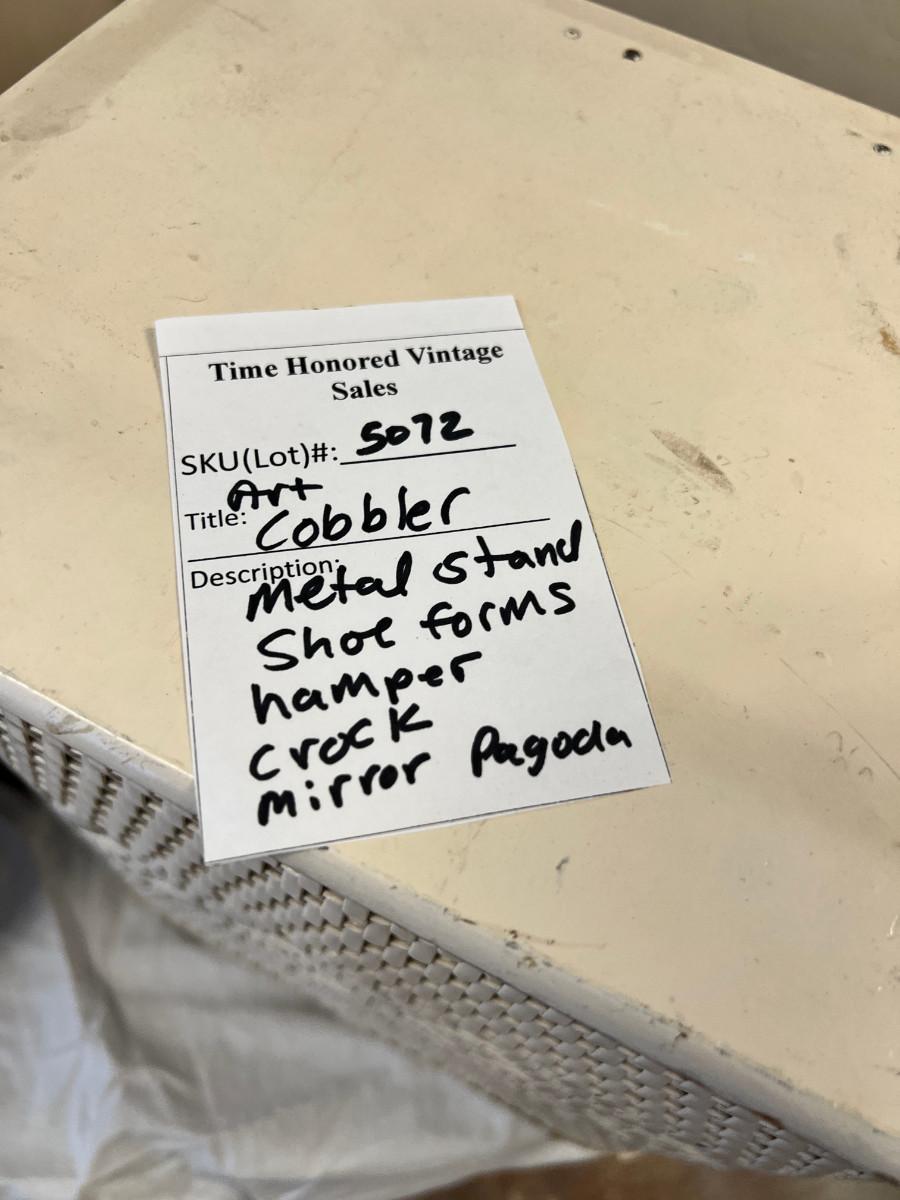 Time Honored Vintage
Sales
SKU(Lot)#: 5072
Art
Title: Cobbler
Description:
Metal stand
Shoe forms
hamper
crock
mirror Pagoda